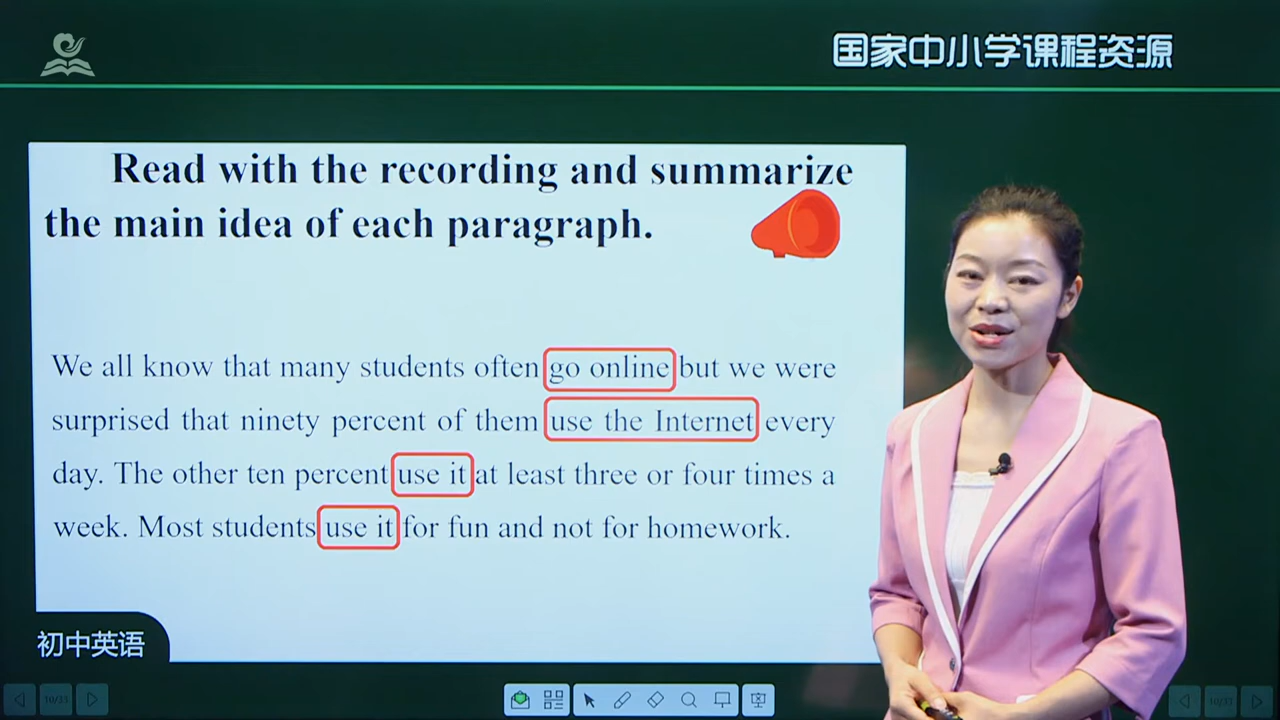 国家中小学课程资源
Read with the recording and summarize
the main idea of each paragraph.
We all know that many students often go online but we were
surprised that ninety percent of them use the Internet every
day. The other ten percent use it at least three or four times a
week. Most students use it for fun and not for homework.
初中英语